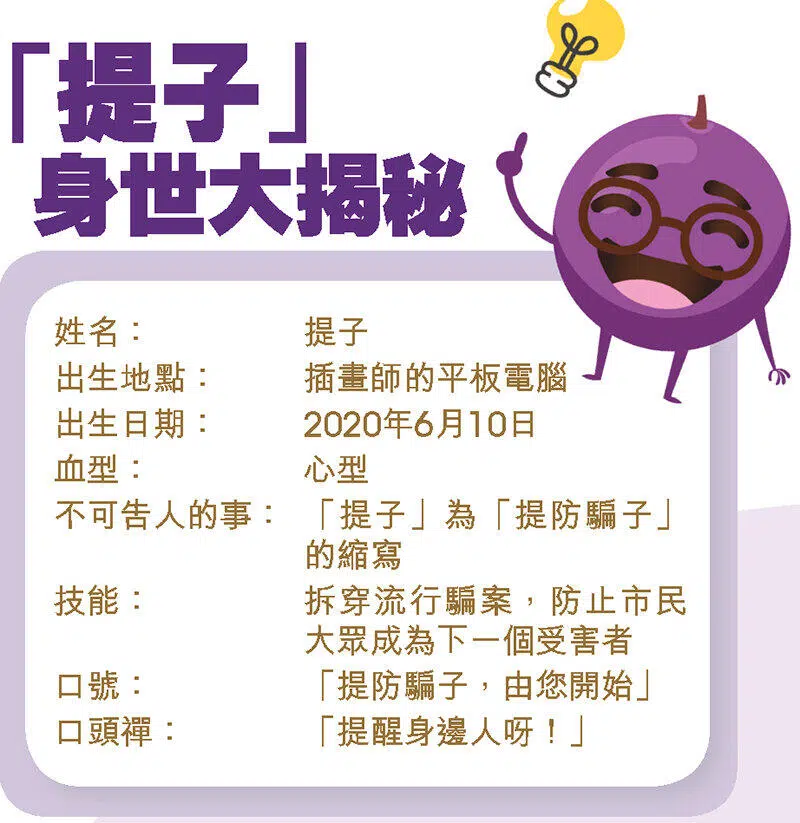 「提子」
身世大揭秘
姓名： 提子
出生地點： 插畫師的平板電腦
出生日期： 2020年6月10日
血型： 心型
不可告人的事： 「提子」為「提防騙子」
的縮寫
技能： 拆穿流行騙案，防止市民
大眾成為下一個受害者
口號： 「提防騙子，由您開始」
口頭禪： 「提醒身邊人呀！」